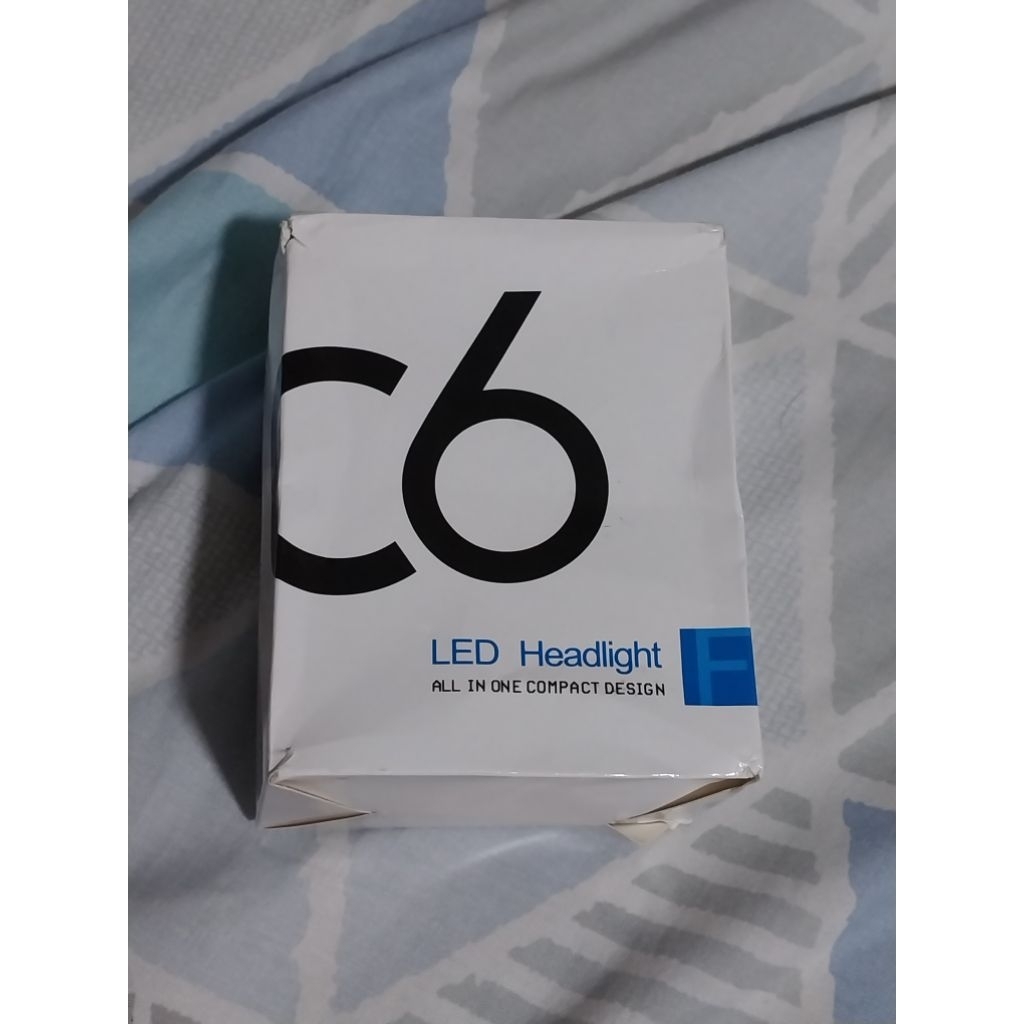 C6
LED Headlight
ALL IN ONE COMPACT DESIGN
F